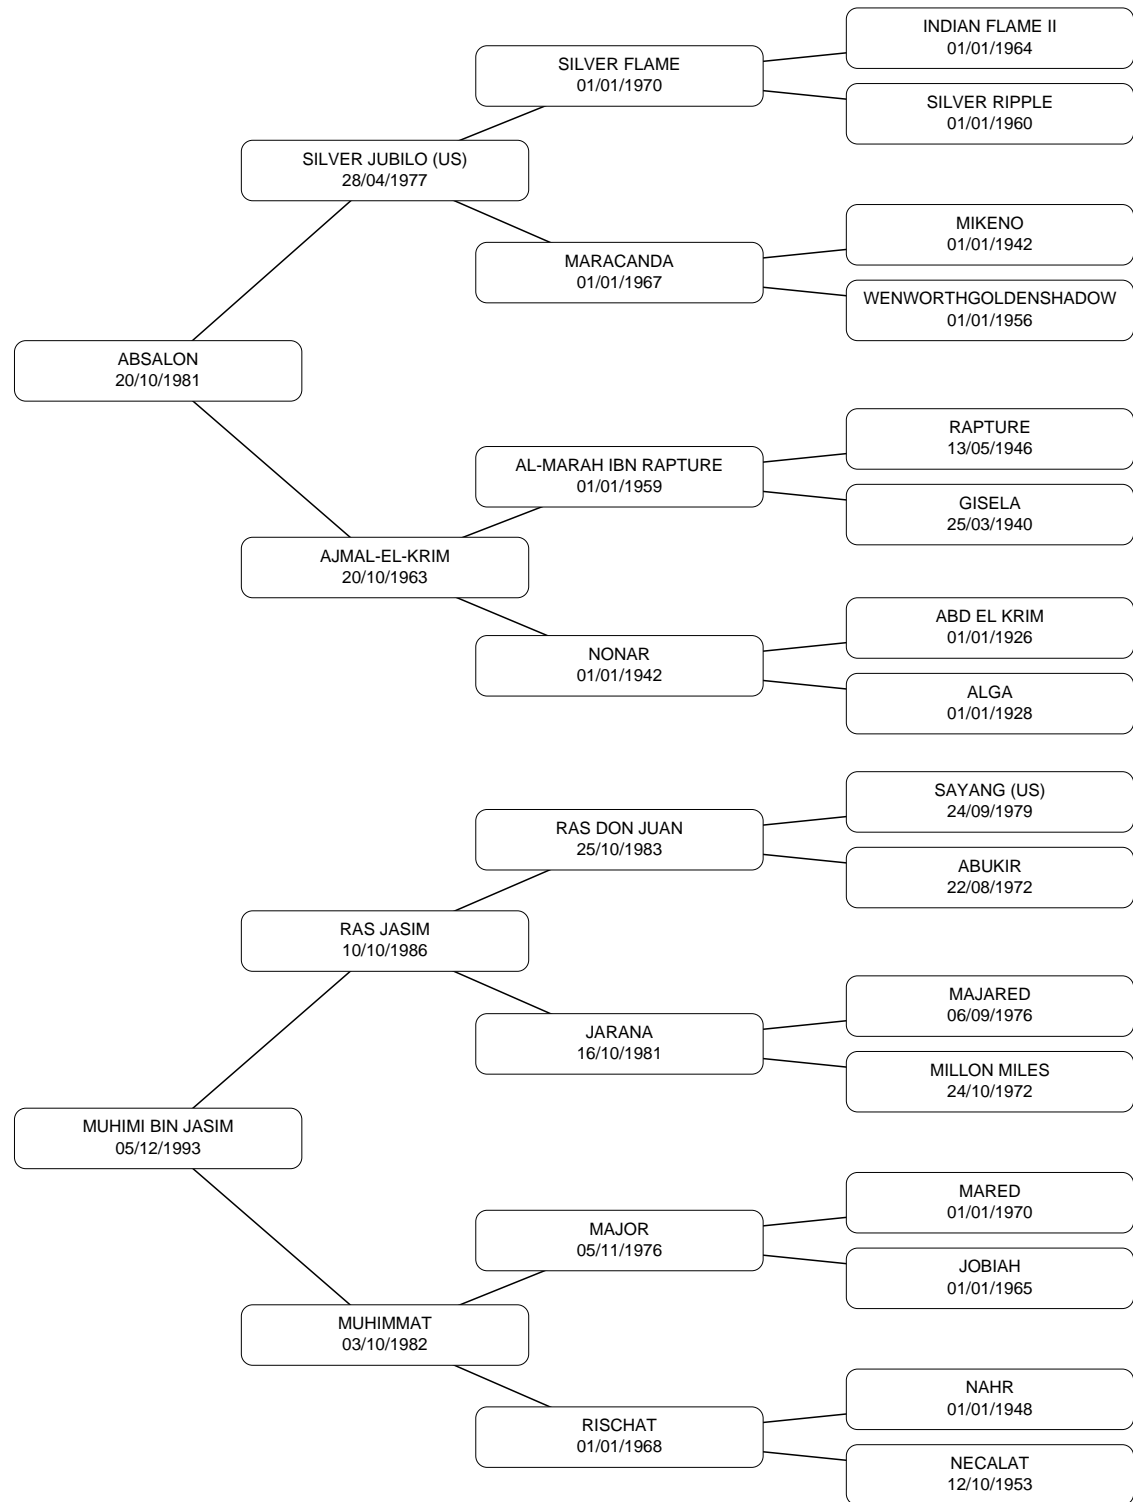 INDIAN FLAME II
01/01/1964
SILVER FLAME
01/01/1970
SILVER RIPPLE
01/01/1960
SILVER JUBILO (US)
28/04/1977
MIKENO
01/01/1942
MARACANDA
01/01/1967
WENWORTHGOLDENSHADOW
01/01/1956
ABSALON
20/10/1981
RAPTURE
13/05/1946
AL-MARAH IBN RAPTURE
01/01/1959
GISELA
25/03/1940
AJMAL-EL-KRIM
20/10/1963
ABD EL KRIM
01/01/1926
NONAR
01/01/1942
ALGA
01/01/1928
SAYANG (US)
24/09/1979
RAS DON JUAN
25/10/1983
ABUKIR
22/08/1972
RAS JASIM
10/10/1986
MAJARED
06/09/1976
JARANA
16/10/1981
MILLON MILES
24/10/1972
MUHIMI BIN JASIM
05/12/1993
MARED
01/01/1970
MAJOR
05/11/1976
JOBIAH
01/01/1965
MUHIMMAT
03/10/1982
NAHR
01/01/1948
RISCHAT
01/01/1968
NECALAT
12/10/1953